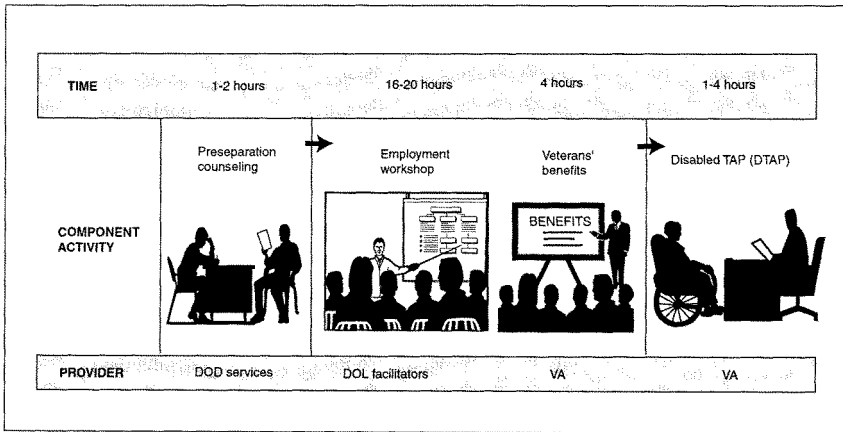 TIME 1-2 hours 16-20 hours 4 hours 1-4 hours
Preseparation
counseling
Employment
workshop
Veterans'
benefits
Disabled TAP (DTAP)
COMPONENT
ACTIVITY
BENEFITS
PROVIDER DOD services DOL facilitators VA VA